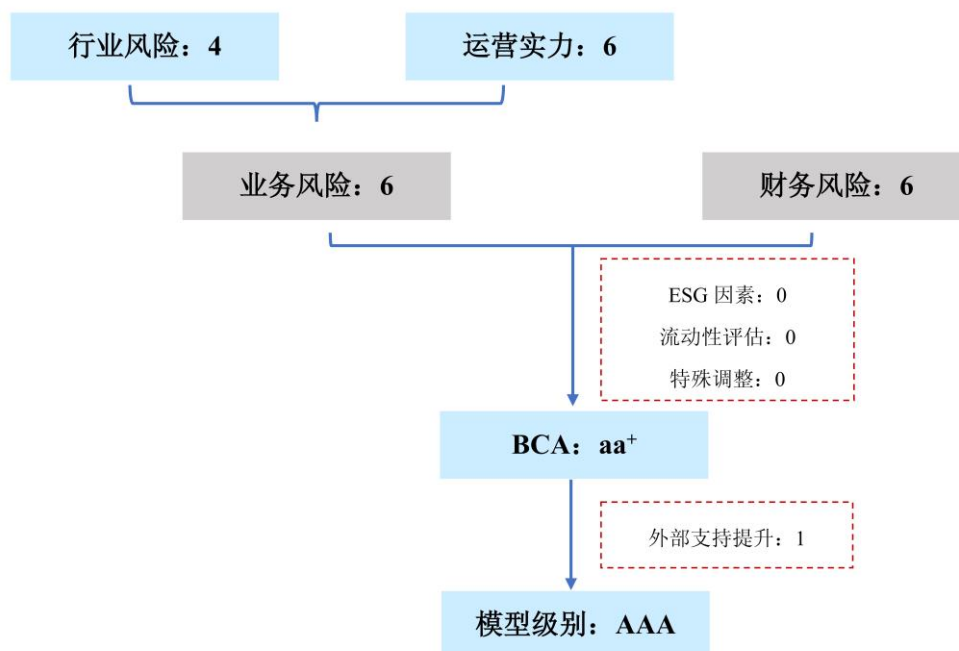 行业风险：4
运营实力：6
业务风险：6
财务风险：6
ESG 因素：0
流动性评估：0
特殊调整：0
BCA：aa⁺
外部支持提升：1
模型级别：AAA